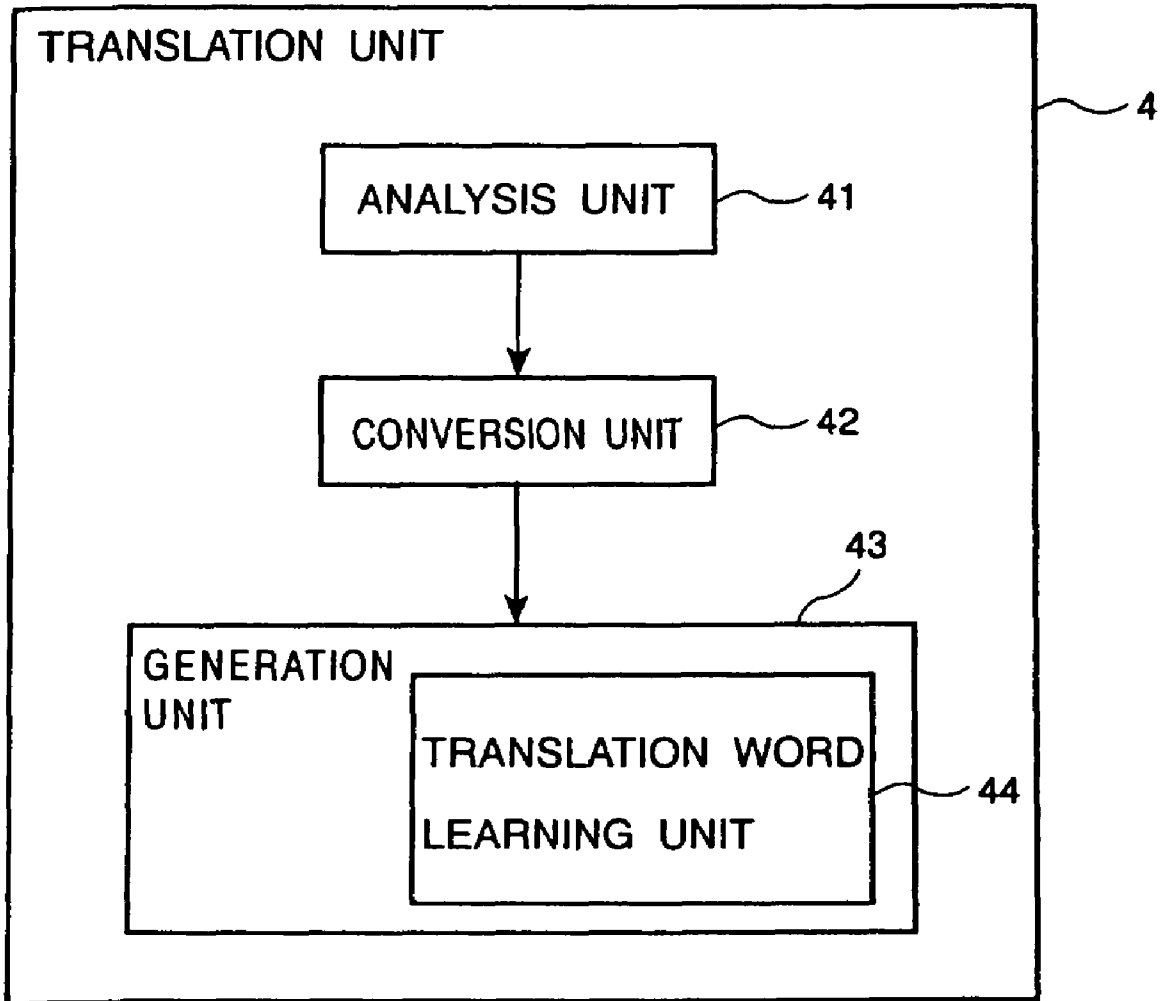 TRANSLATION UNIT
4
ANALYSIS UNIT
41
CONVERSION UNIT
42
43
GENERATION
UNIT
TRANSLATION WORD
LEARNING UNIT
44